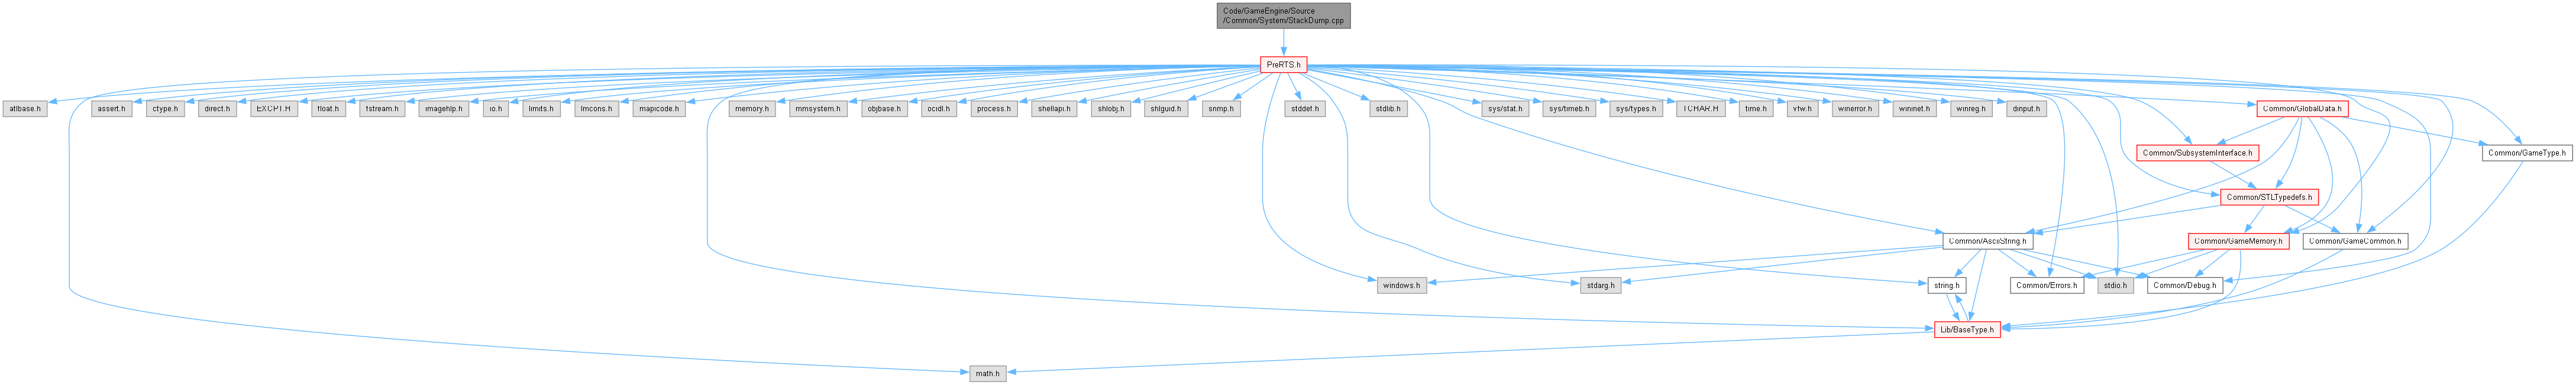 Code/GameEngine/Source
/Common/System/StackDump.cpp
PreRTS.h
atlbase.h
assert.h
ctype.h
direct.h
EXCPT.H
float.h
fstream.h
imagehlp.h
io.h
limits.h
lmcons.h
mapicode.h
memory.h
mmsystem.h
objbase.h
ocidl.h
process.h
shellapi.h
shlobj.h
shlguid.h
snmp.h
stddef.h
stdlib.h
sys/stat.h
sys/timeb.h
sys/types.h
TCHAR.H
time.h
vfw.h
winerror.h
wininet.h
winreg.h
dinput.h
Common/GlobalData.h
Common/SubsystemInterface.h
Common/GameType.h
Common/STLTypedefs.h
Common/AsciiString.h
Common/GameMemory.h
Common/GameCommon.h
windows.h
stdarg.h
string.h
Common/Errors.h
stdio.h
Common/Debug.h
Lib/BaseType.h
math.h